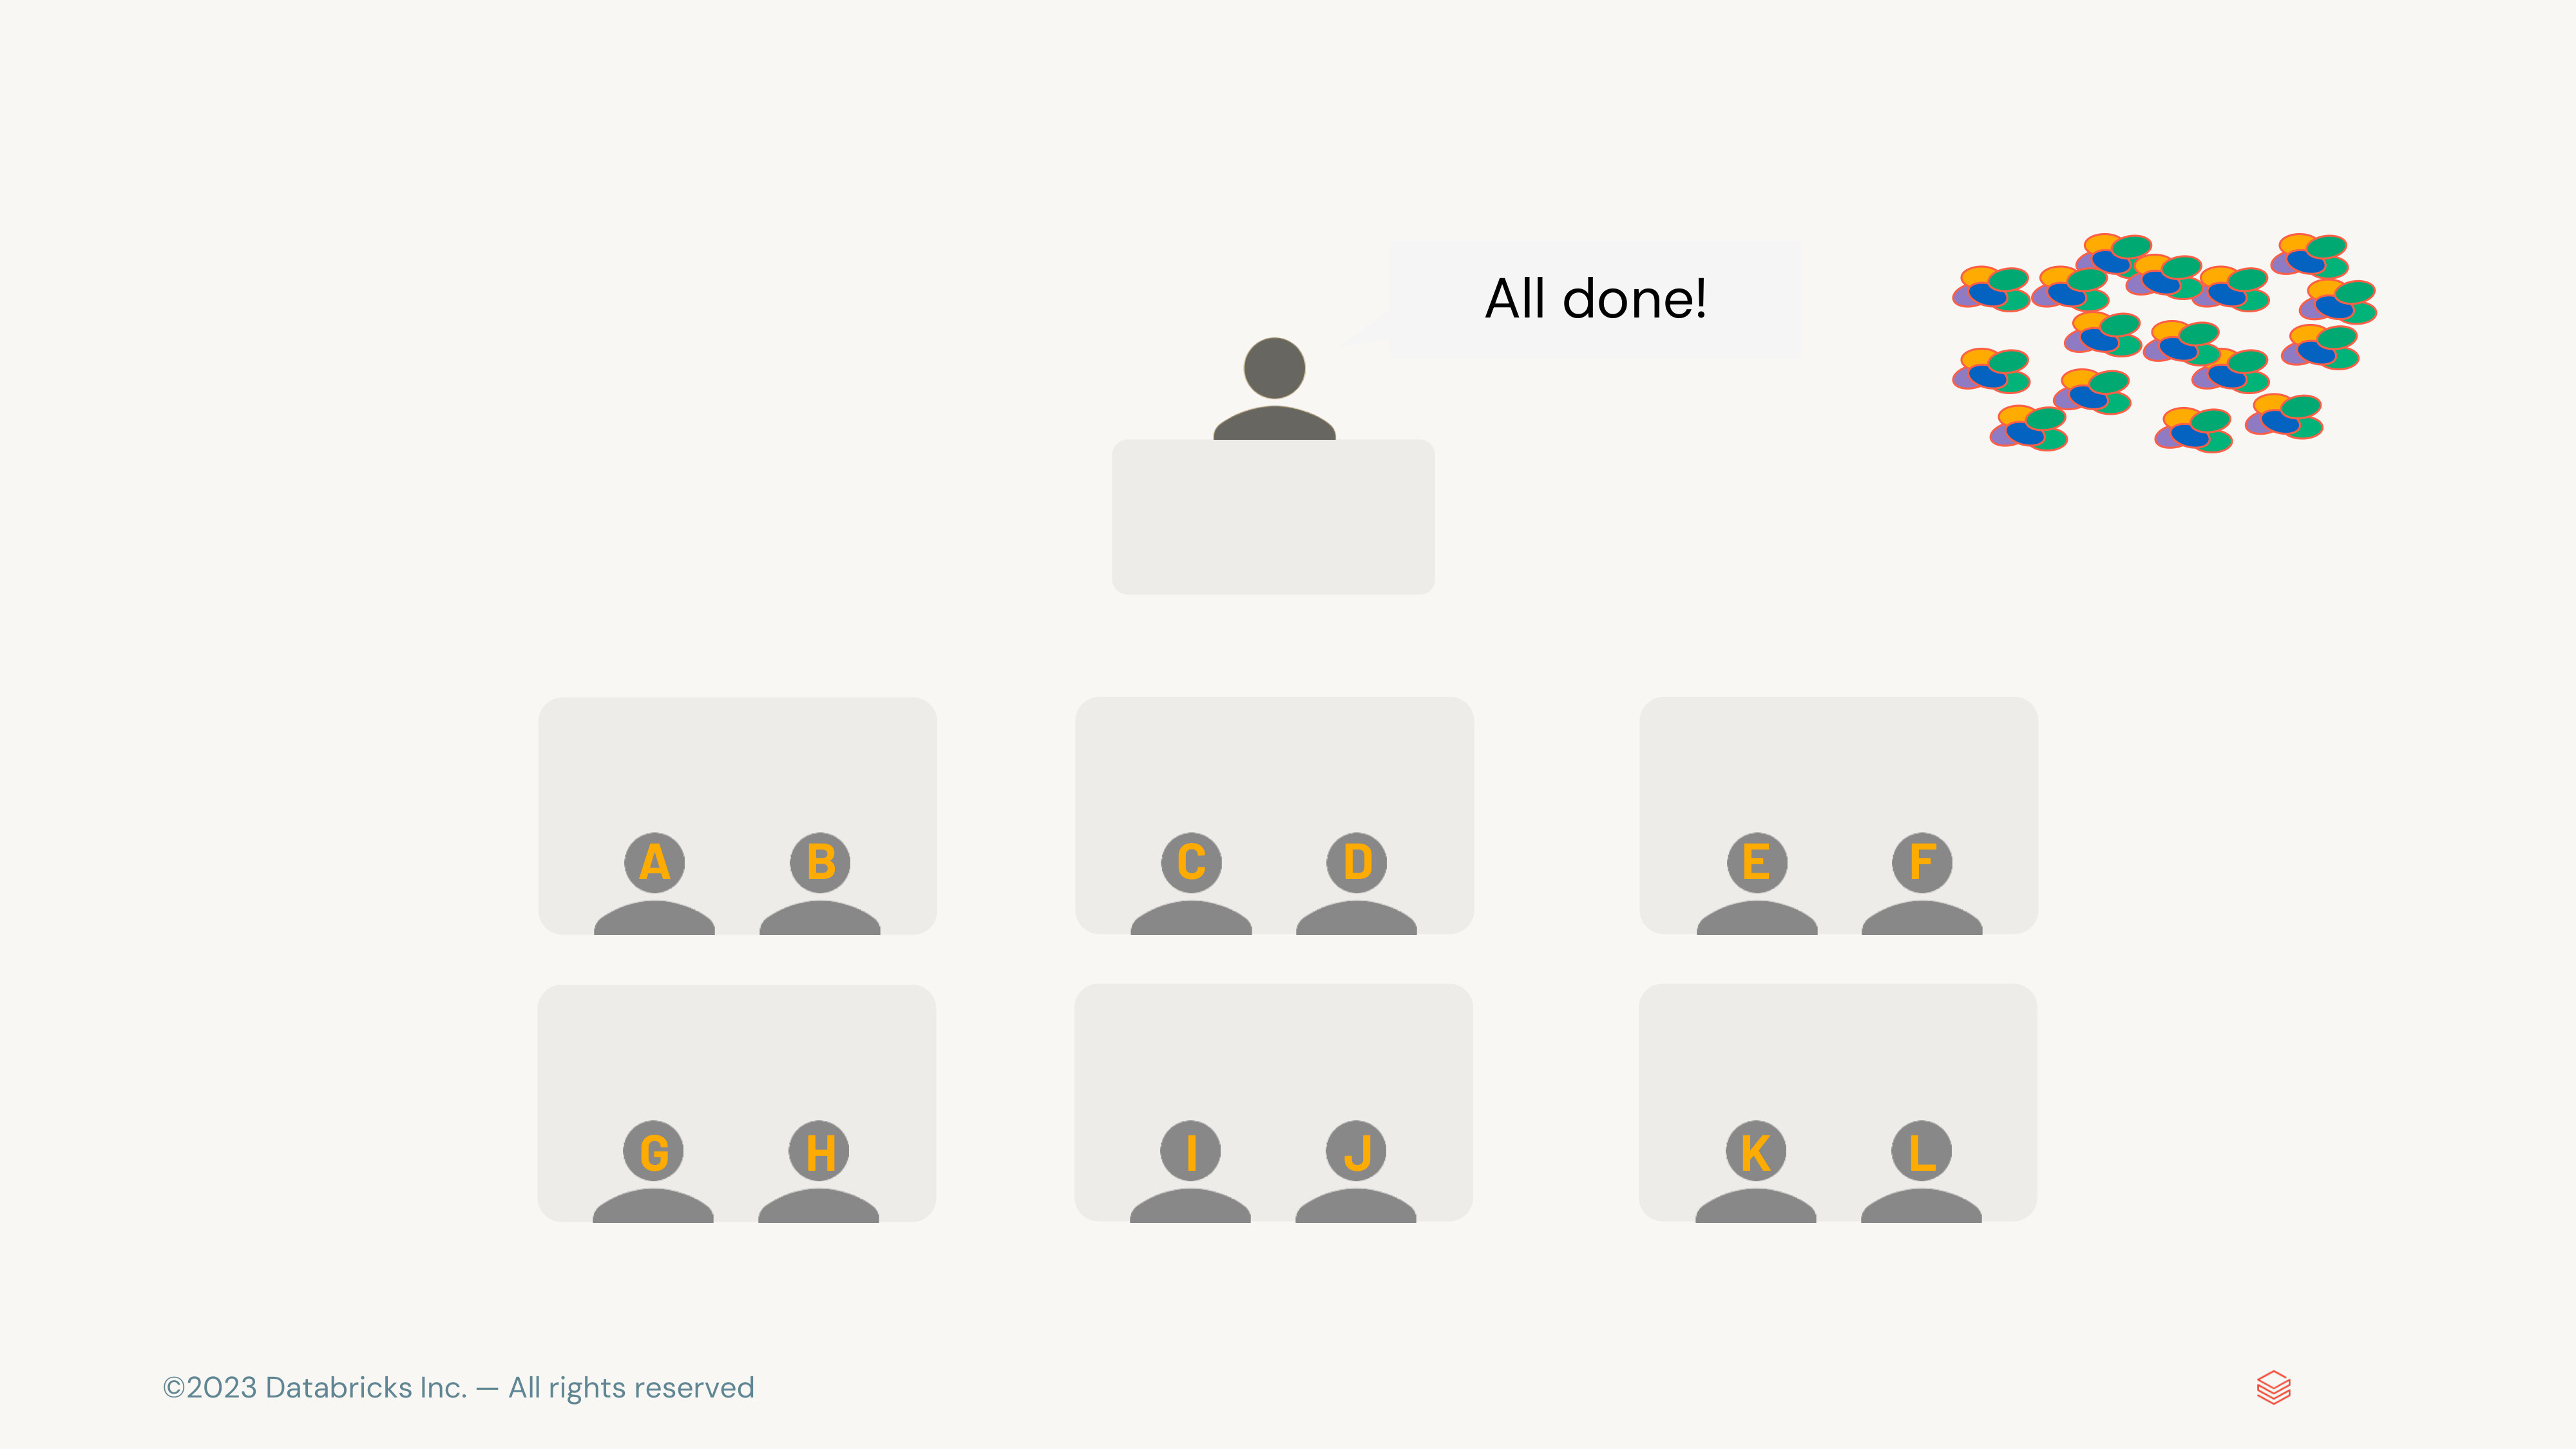 All done!
A B C D E F
G H I J K L
©2023 Databricks Inc. — All rights reserved